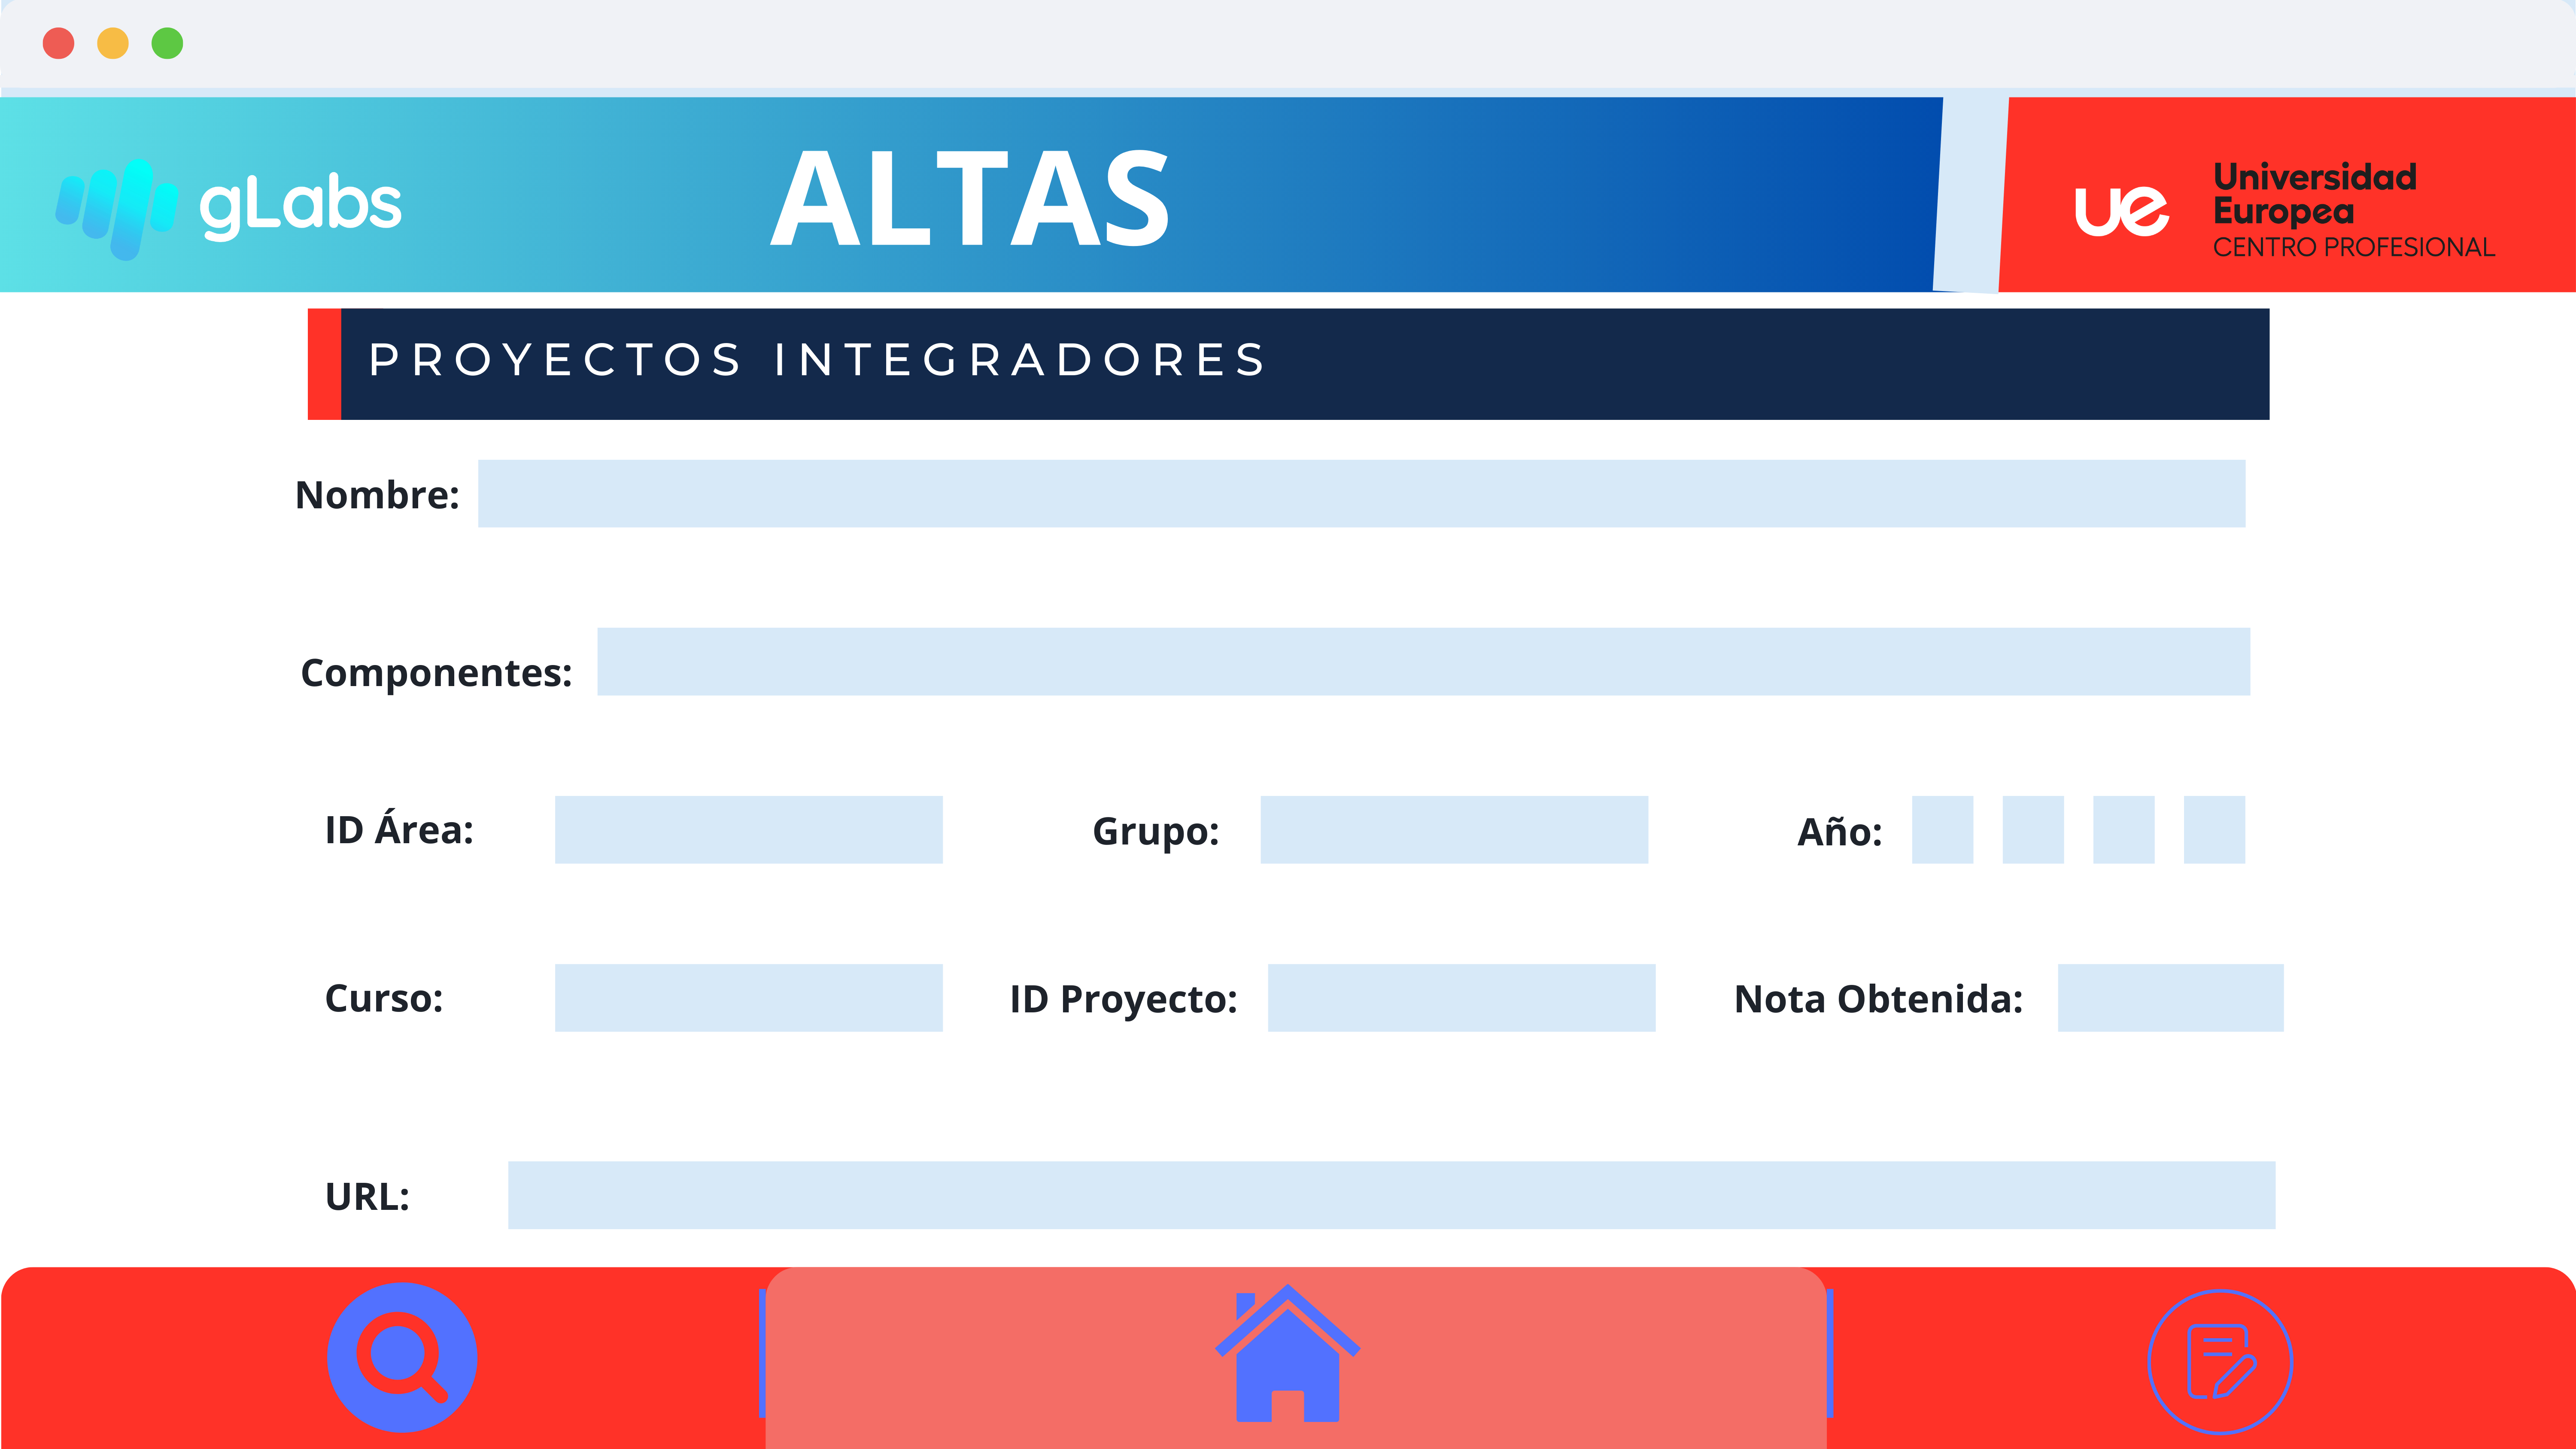 gLabs
ALTAS
ue
Universidad
Europea
CENTRO PROFESIONAL
PROYECTOS INTEGRADORES
Nombre:
Componentes:
ID Área:
Grupo:
Año:
Curso:
ID Proyecto:
Nota Obtenida:
URL: